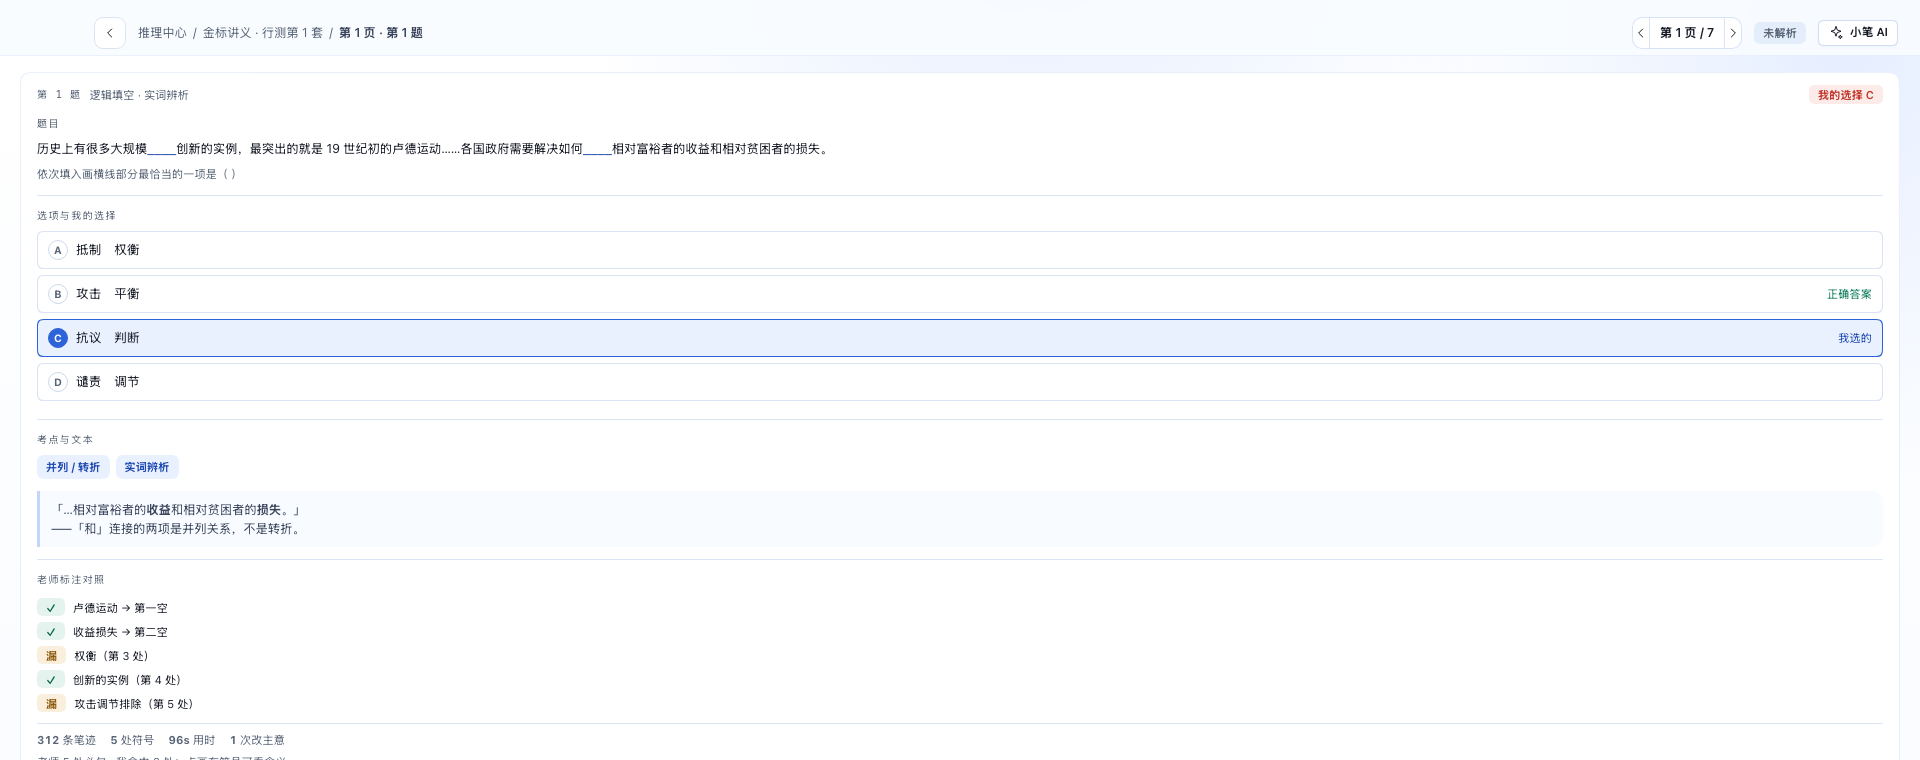 推理中心 / 金标讲义 · 行测第 1 套 / 第 1 页 · 第 1 题
第 1 页 / 7
未解析
小笔 AI
第 1 题 逻辑填空 · 实词辨析
我的选择 C
题目
历史上有很多大规模____创新的实例，最突出的就是 19 世纪初的卢德运动……各国政府需要解决如何____相对富裕者的收益和相对贫困者的损失。
依次填入画横线部分最恰当的一项是（ ）
选项与我的选择
A 抵制 权衡
B 攻击 平衡 正确答案
C 抗议 判断 我选的
D 谴责 调节
考点与文本
并列 / 转折 实词辨析
「…相对富裕者的收益和相对贫困者的损失。」
——「和」连接的两项是并列关系，不是转折。
老师标注对照
✓ 卢德运动 → 第一空
✓ 收益损失 → 第二空
漏 权衡（第 3 处）
✓ 创新的实例（第 4 处）
漏 攻击调节排除（第 5 处）
312 条笔迹 5 处符号 96s 用时 1 次改主意